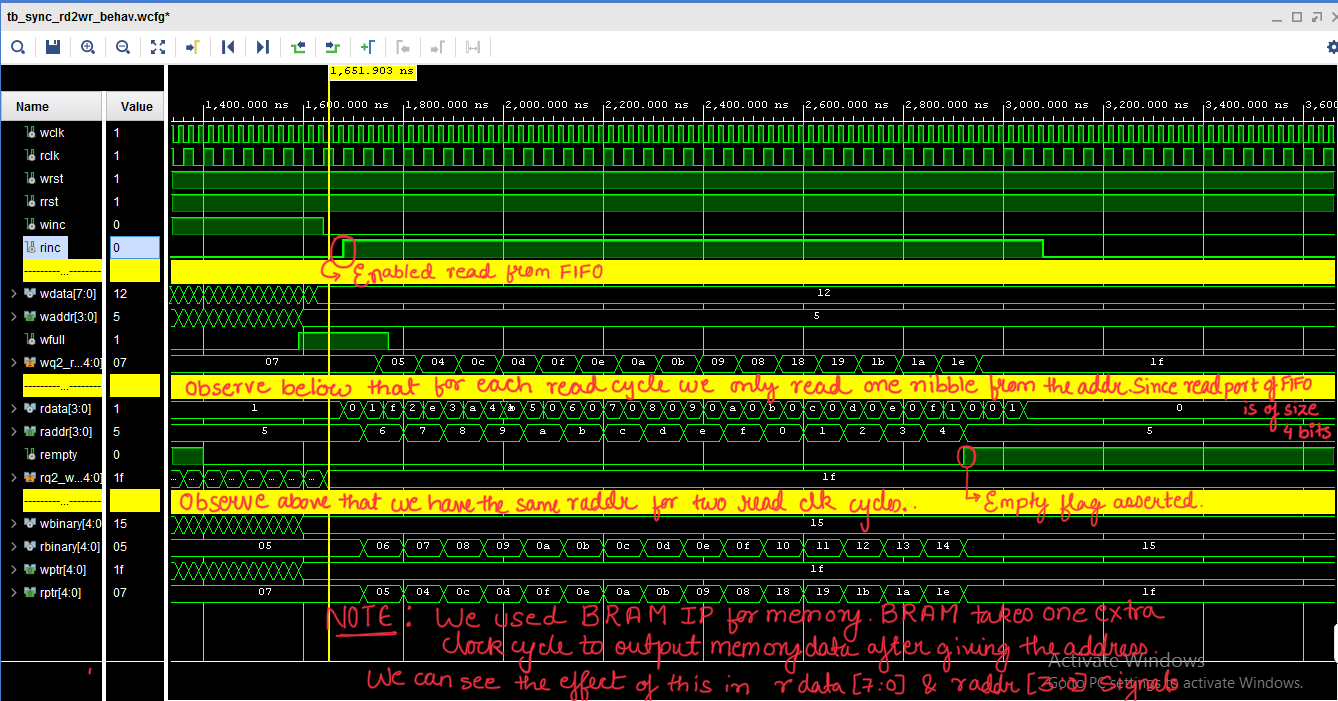 tb_sync_rd2wr_behav.wcfg*
1,651.903 ns
Name Value 1,400.000 ns 1,600.000 ns 1,800.000 ns 2,000.000 ns 2,200.000 ns 2,400.000 ns 2,600.000 ns 2,800.000 ns 3,000.000 ns 3,200.000 ns 3,400.000 ns 3,600
wclk 1
rclk 1
wrst 1
rrst 1
winc 0
rinc 0
---------...-------- Enabled read from FIFO
wdata[7:0] 12 12
waddr[3:0] 5 5
wfull 1
wq2_r...4:0] 07 07 05 04 0c 0d 0f 0e 0a 0b 09 08 18 19 1b 1a 1e 1f
---------...-------- Observe below that for each read cycle we only read one nibble from the addr. Since read port of FIFO
rdata[3:0] 1 1 0 1 f 2 e 3 a 4 5 0 6 0 7 0 8 0 9 0 a 0 b 0 c 0 d 0 e 0 f 1 0 0 1 0 is of size
raddr[3:0] 5 5 6 7 8 9 a b c d e f 0 1 2 3 4 5 4 bits
rempty 0
rq2_w...4:0] 1f ... ... ... ... ... ... 1f
---------...-------- Observe above that we have the same raddr for two read clk cycles.. Empty flag asserted.
wbinary[4:0] 15 15
rbinary[4:0] 05 05 06 07 08 09 0a 0b 0c 0d 0e 0f 10 11 12 13 14 15
wptr[4:0] 1f 1f
rptr[4:0] 07 07 05 04 0c 0d 0f 0e 0a 0b 09 08 18 19 1b 1a 1e 1f
NOTE: We used BRAM IP for memory. BRAM takes one extra
clock cycle to output memory data after giving the address.
Activate Windows
We can see the effect of this in rdata[7:0] & raddr[3:0] signals
Go to PC settings to activate Windows.